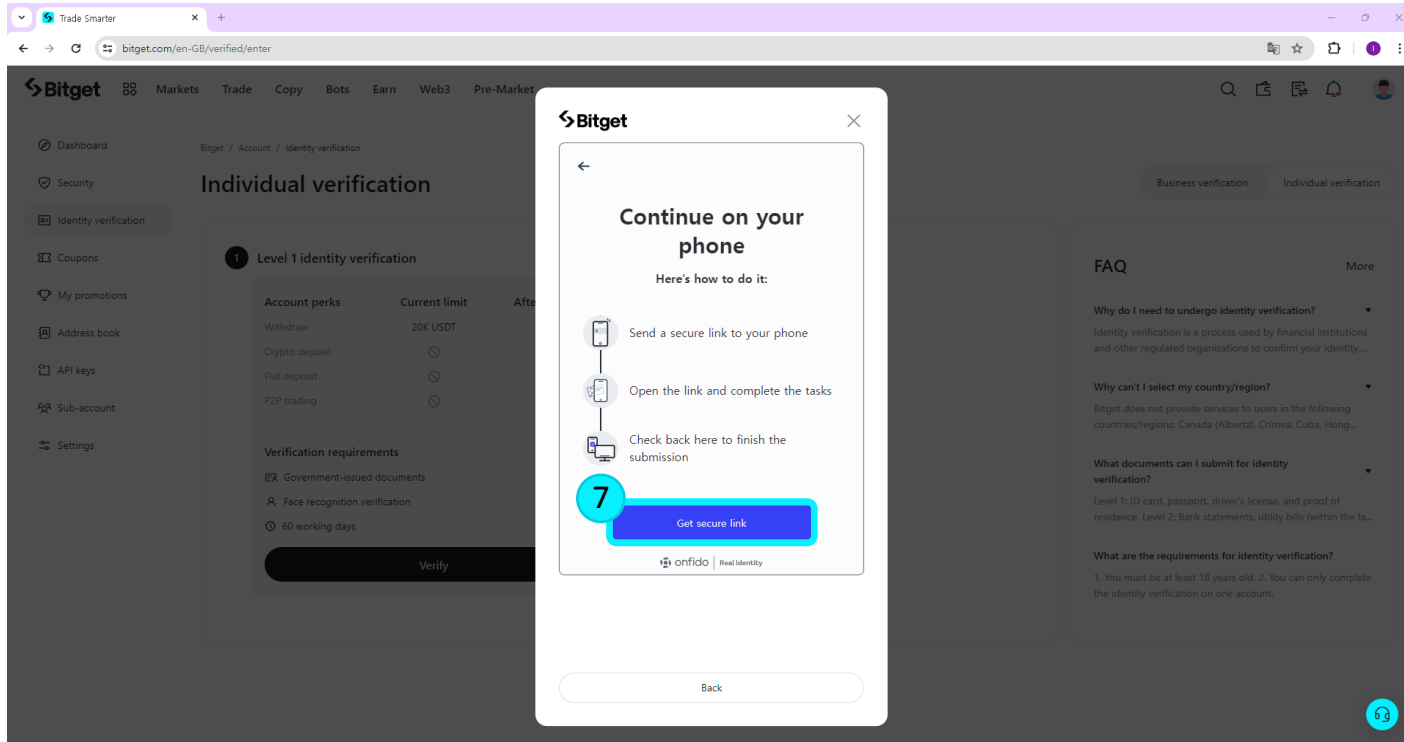 Trade Smarter
bitget.com/en-GB/verified/enter
Bitget
Markets Trade Copy Bots Earn Web3 Pre-Market
Dashboard
Security
Identity verification
Coupons
My promotions
Address book
API keys
Sub-account
Settings
Bitget / Account / Identity verification
Individual verification
Business verification Individual verification
1 Level 1 identity verification
Account perks Current limit Afte
Withdraw 20K USDT
Crypto deposit
Fiat deposit
P2P trading
Verification requirements
Government-issued documents
Face recognition verification
60 working days
Verify
Bitget
Continue on your
phone
Here's how to do it:
Send a secure link to your phone
Open the link and complete the tasks
Check back here to finish the
submission
7
Get secure link
onfido | Real Identity
Back
FAQ More
Why do I need to undergo identity verification?
Identity verification is a process used by financial institutions
and other regulated organizations to confirm your identity....
Why can't I select my country/region?
Bitget does not provide services to users in the following
countries/regions: Canada (Alberta), Crimea, Cuba, Hong...
What documents can I submit for identity
verification?
Level 1: ID card, passport, driver's license, and proof of
residence. Level 2: Bank statements, utility bills (within the la...
What are the requirements for identity verification?
1. You must be at least 18 years old. 2. You can only complete
the identity verification on one account.